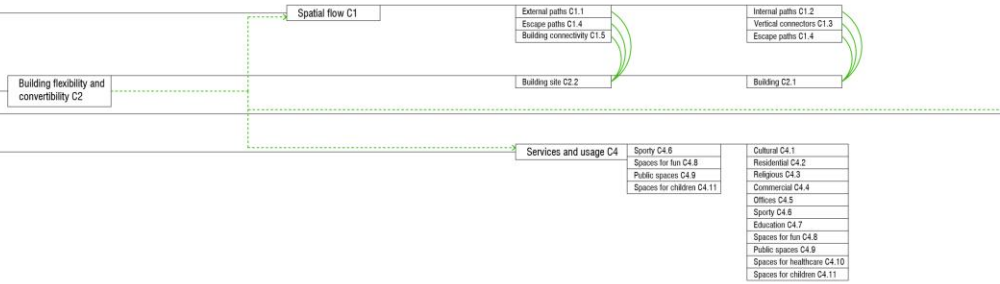 Spatial flow C1
External paths C1.1
Escape paths C1.4
Building connectivity C1.5
Internal paths C1.2
Vertical connectors C1.3
Escape paths C1.4
Building flexibility and
convertibility C2
Building site C2.2
Building C2.1
Services and usage C4
Sporty C4.6
Spaces for fun C4.8
Public spaces C4.9
Spaces for children C4.11
Cultural C4.1
Residential C4.2
Religious C4.3
Commercial C4.4
Offices C4.5
Sporty C4.6
Education C4.7
Spaces for fun C4.8
Public spaces C4.9
Spaces for healthcare C4.10
Spaces for children C4.11